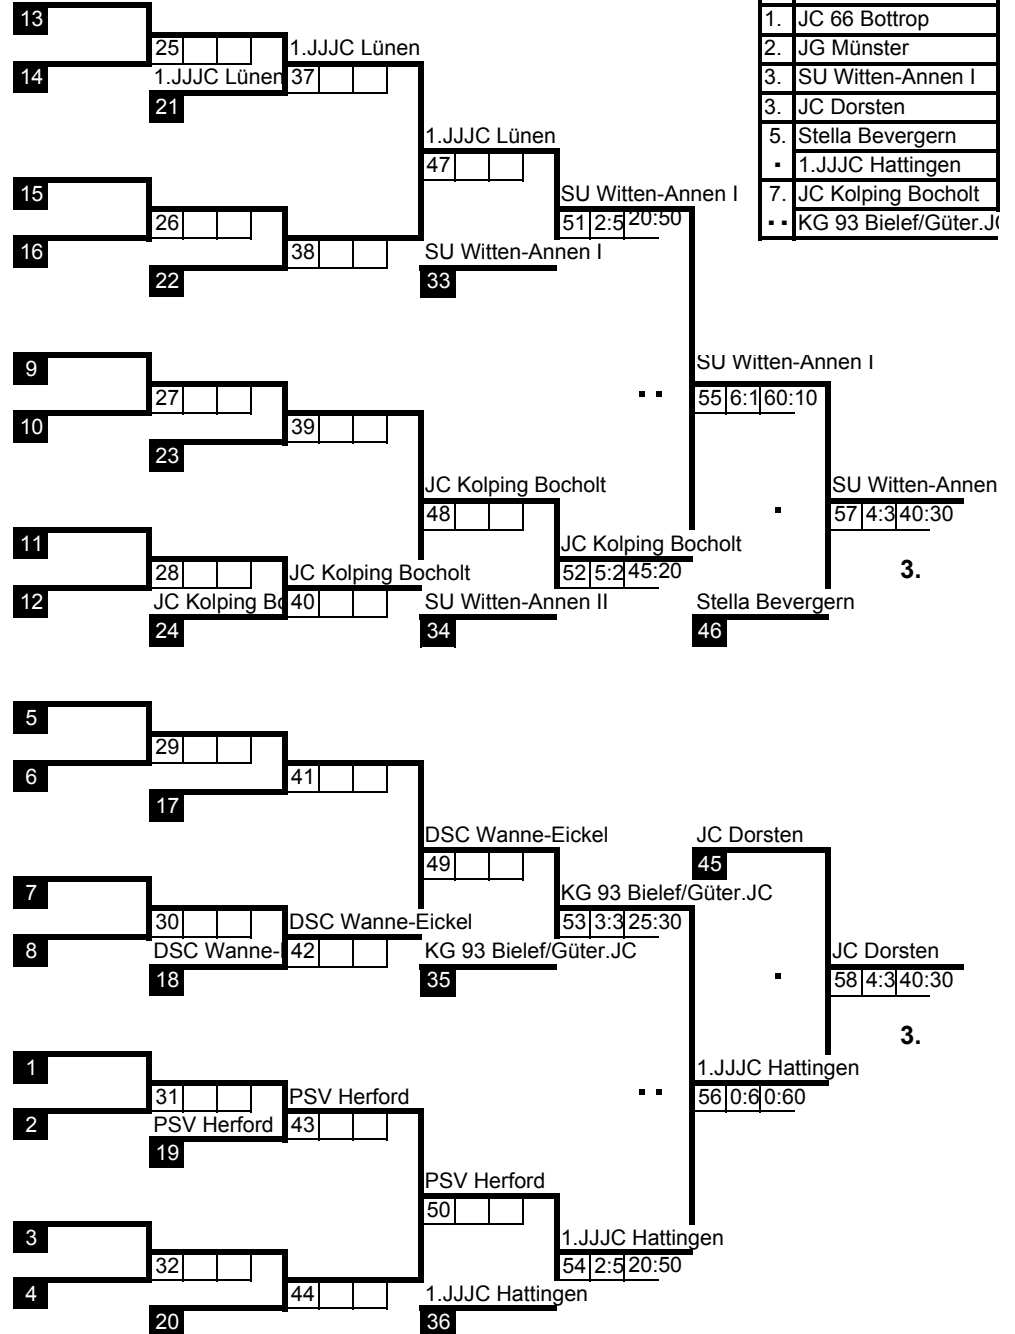 1. JC 66 Bottrop
2. JG Münster
3. SU Witten-Annen I
3. JC Dorsten
5. Stella Bevergern
1.JJJC Hattingen
7. JC Kolping Bocholt
KG 93 Bielef/Güter.J
13
25
1.JJJC Lünen
14
1.JJJC Lünen
37
21
1.JJJC Lünen
47
15
SU Witten-Annen I
26
51 2:5 20:50
16
38
SU Witten-Annen I
22
33
9
SU Witten-Annen I
27
55 6:1 60:10
10
39
23
JC Kolping Bocholt
SU Witten-Annen
48
57 4:3 40:30
11
JC Kolping Bocholt
28
JC Kolping Bocholt
52 5:2 45:20
3.
12
JC Kolping Bo
40
SU Witten-Annen II
Stella Bevergern
24
34
46
5
29
6
41
17
DSC Wanne-Eickel
JC Dorsten
49
45
7
KG 93 Bielef/Güter.JC
30
DSC Wanne-Eickel
53 3:3 25:30
8
DSC Wanne-
42
KG 93 Bielef/Güter.JC
JC Dorsten
18
35
58 4:3 40:30
3.
1
1.JJJC Hattingen
31
PSV Herford
56 0:6 0:60
2
PSV Herford
43
19
PSV Herford
50
3
1.JJJC Hattingen
32
54 2:5 20:50
4
44
1.JJJC Hattingen
20
36